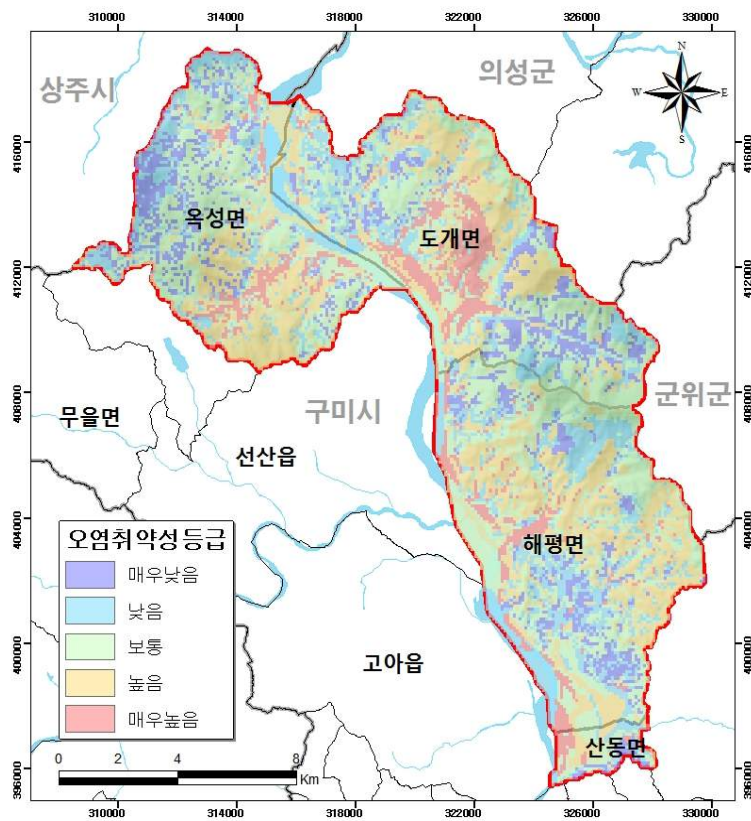 310000 314000 318000 322000 326000 330000
의성군
상주시
N
W E
S
416000 416000
옥성면
도개면
412000 412000
408000 408000
구미시
군위군
무을면
선산읍
404000 404000
해평면
오염취약성등급
매우낮음
낮음
보통
높음
매우높음
고아읍
400000 400000
산동면
0 2 4 8
Km
396000 396000
310000 314000 318000 322000 326000 330000